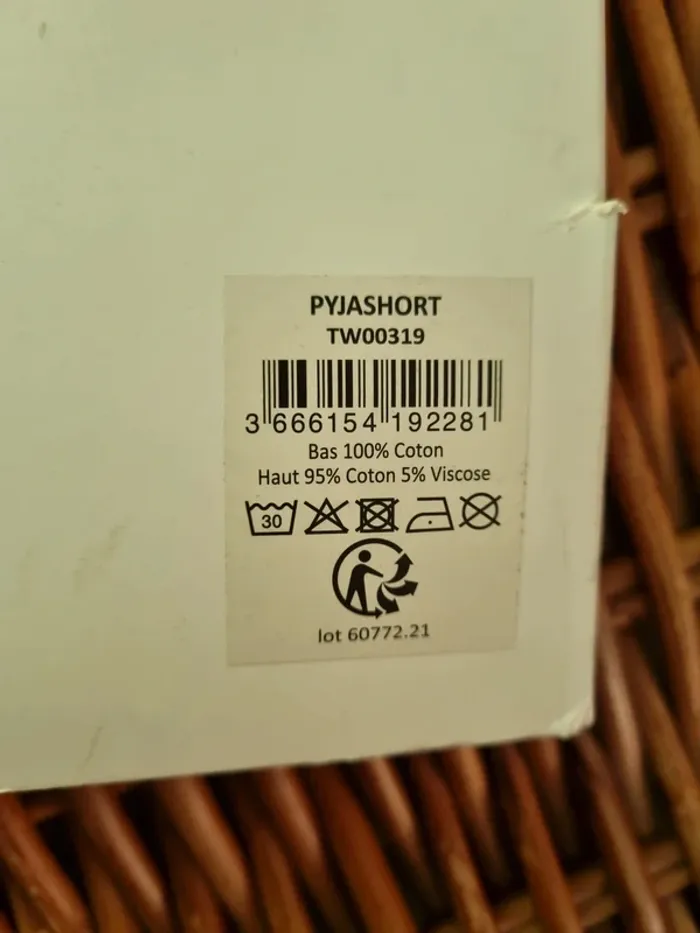 PYJASHORT
TW00319
3 666154 192281
Bas 100% Coton
Haut 95% Coton 5% Viscose
30
lot 60772.21